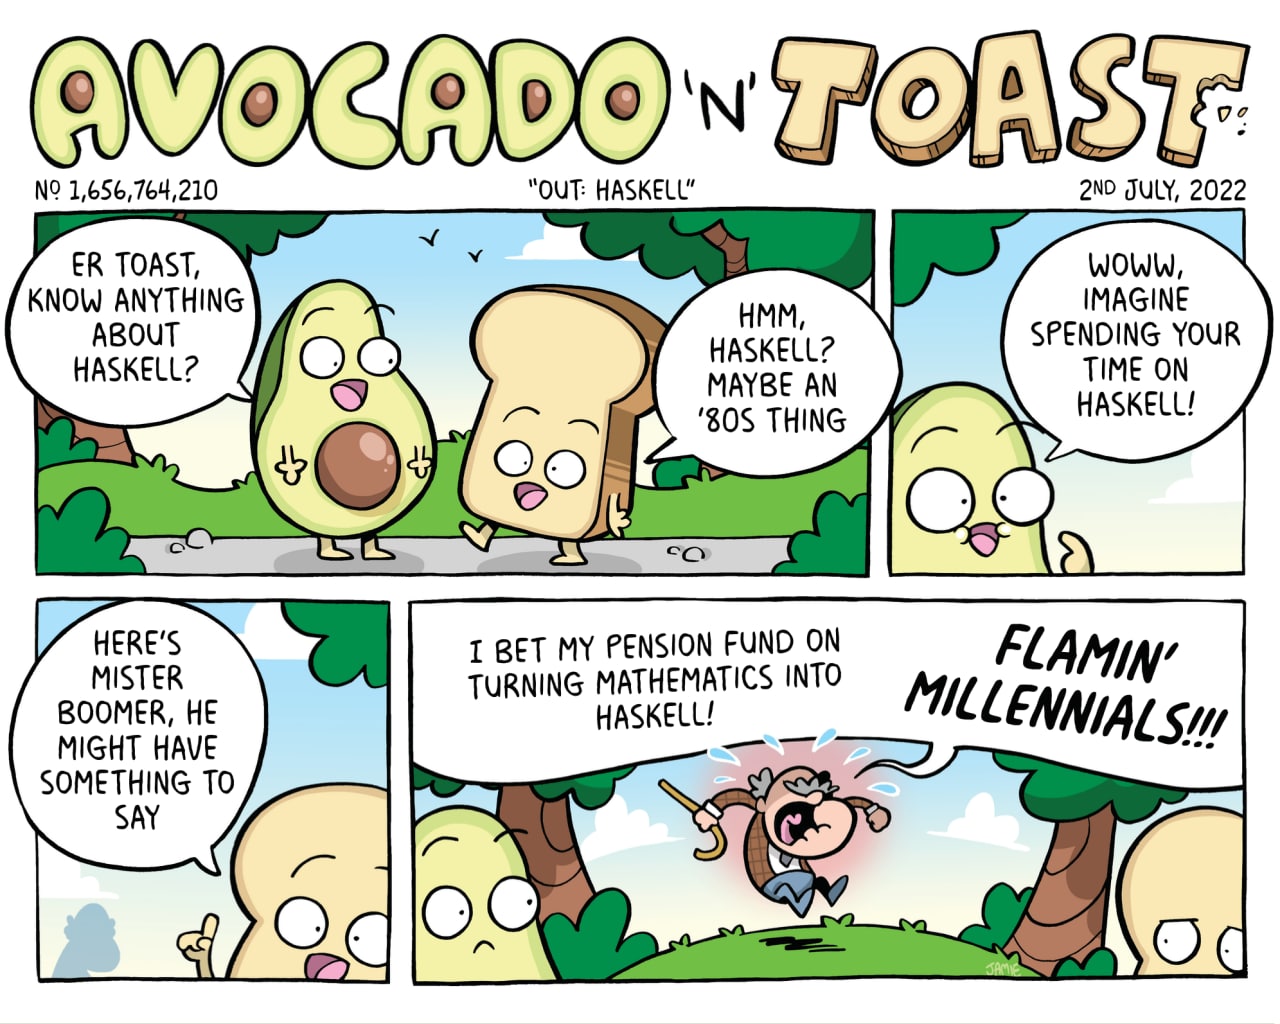 AVOCADO 'N' TOAST
Nº 1,656,764,210
"OUT: HASKELL"
2ND JULY, 2022
ER TOAST,
KNOW ANYTHING
ABOUT
HASKELL?
HMM,
HASKELL?
MAYBE AN
'80S THING
WOWW,
IMAGINE
SPENDING YOUR
TIME ON
HASKELL!
HERE'S
MISTER
BOOMER, HE
MIGHT HAVE
SOMETHING TO
SAY
I BET MY PENSION FUND ON
TURNING MATHEMATICS INTO
HASKELL!
FLAMIN'
MILLENNIALS!!!
JAMIE